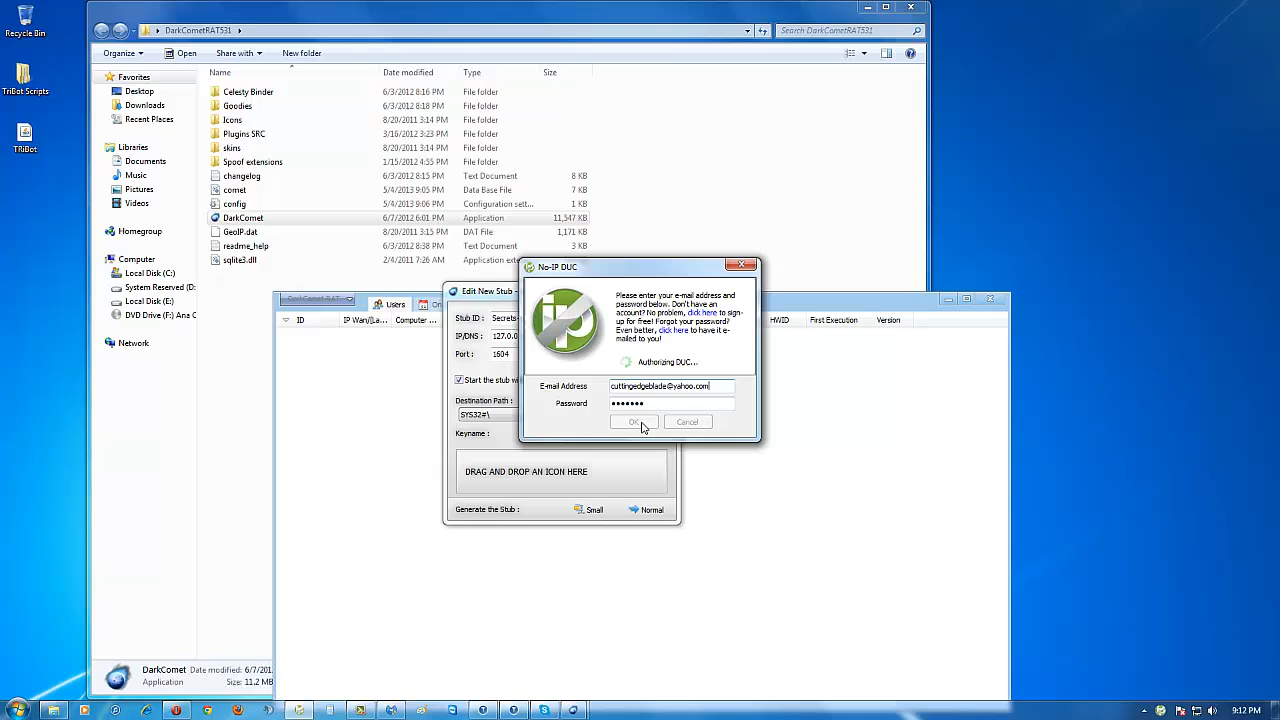 Recycle Bin
TriBot Scripts
TRiBot
DarkCometRAT531
Search DarkCometRAT531
Organize
Open
Share with
New folder
Favorites
Desktop
Downloads
Recent Places
Libraries
Documents
Music
Pictures
Videos
Homegroup
Computer
Local Disk (C:)
System Reserved (D:
Local Disk (E:)
DVD Drive (F:) Ana C
Network
Name Date modified Type Size
Celesty Binder 6/3/2012 8:16 PM File folder
Goodies 6/3/2012 8:18 PM File folder
Icons 8/20/2011 3:14 PM File folder
Plugins SRC 3/16/2012 3:23 PM File folder
skins 8/20/2011 3:14 PM File folder
Spoof extensions 1/15/2012 4:55 PM File folder
changelog 6/3/2012 8:15 PM Text Document 8 KB
comet 5/4/2013 9:05 PM Data Base File 7 KB
config 5/4/2013 9:06 PM Configuration sett... 1 KB
DarkComet 6/7/2012 6:01 PM Application 11,547 KB
GeoIP.dat 8/20/2011 3:15 PM DAT File 1,171 KB
readme_help 6/3/2012 8:38 PM Text Document 3 KB
sqlite3.dll 2/4/2011 7:26 AM Application exte
DarkComet-RAT
Users
On
ID IP Wan/[La... Computer ... HWID First Execution Version
Edit New Stub -
Stub ID : Secrets-
IP/DNS : 127.0.0
Port : 1604
Start the stub wi
Destination Path :
SYS32#\
Keyname :
DRAG AND DROP AN ICON HERE
Generate the Stub : Small Normal
No-IP DUC
ip
Please enter your e-mail address and
password below. Don't have an
account? No problem, click here to sign-
up for free! Forgot your password?
Even better, click here to have it e-
mailed to you!
Authorizing DUC...
E-mail Address cuttingedgeblade@yahoo.com
Password
OK Cancel
DarkComet Date modified: 6/7/201
Application Size: 11.2 MB
9:12 PM